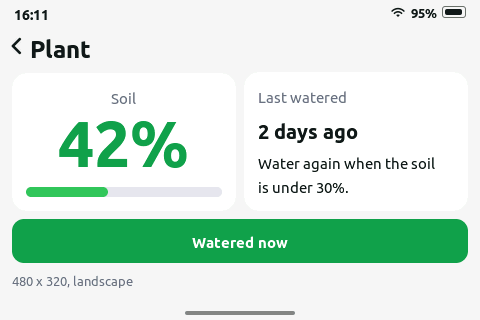 16:11
95%
Plant
Soil
42%
Last watered
2 days ago
Water again when the soil
is under 30%.
Watered now
480 x 320, landscape